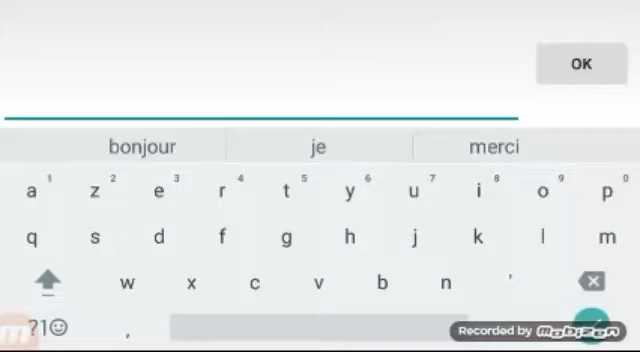 OK
bonjour je merci
a 1 z 2 e 3 r 4 t 5 y 6 u 7 i 8 o 9 p 0
q s d f g h j k l m
w x c v b n '
?1☺ , Recorded by mobizen